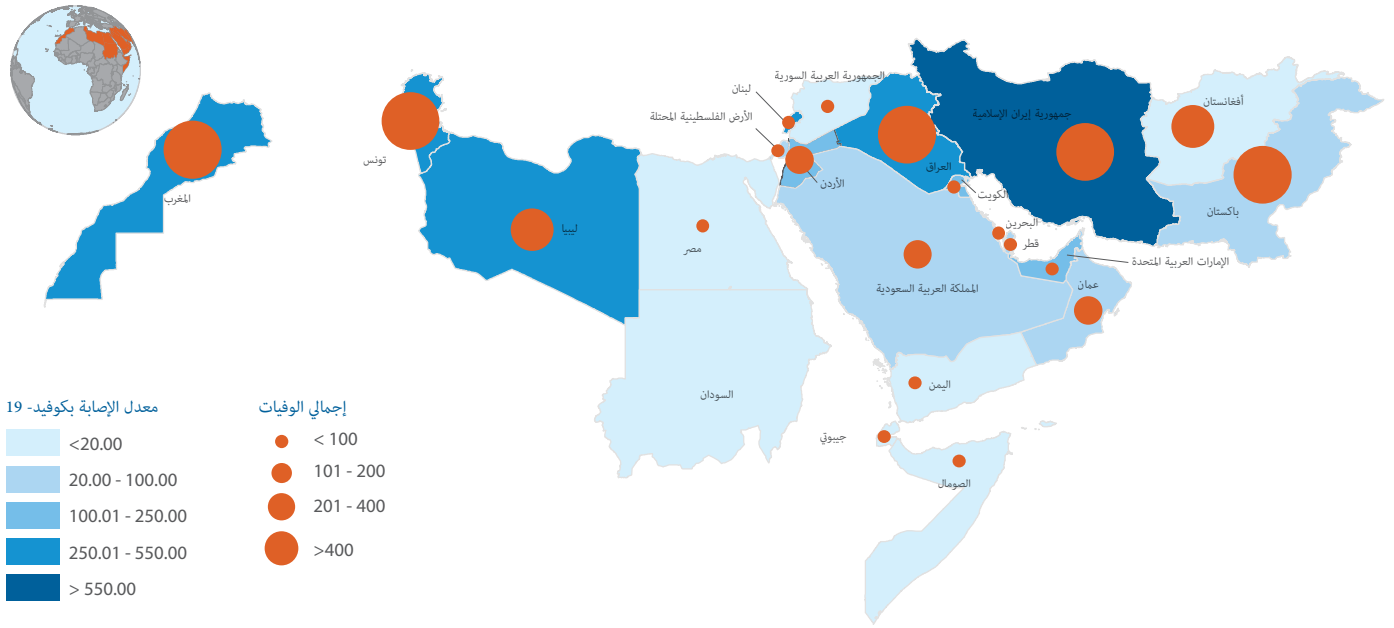 الجمهورية العربية السورية
لبنان
أفغانستان
الأرض الفلسطينية المحتلة
جمهورية إيران الإسلامية
تونس
العراق
الأردن
المغرب
الكويت
باكستان
البحرين
ليبيا
مصر
قطر
الإمارات العربية المتحدة
المملكة العربية السعودية
عمان
اليمن
السودان
جيبوتي
الصومال
معدل الإصابة بكوفيد- 19
<20.00
20.00 - 100.00
100.01 - 250.00
250.01 - 550.00
> 550.00
إجمالي الوفيات
< 100
101 - 200
201 - 400
>400